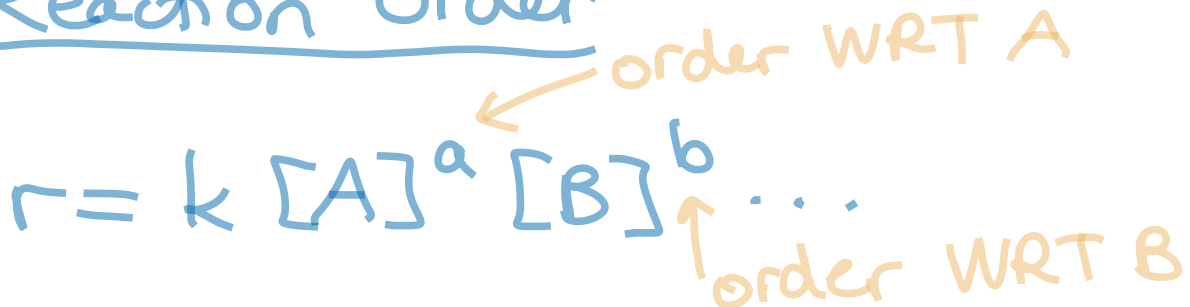 Reaction Order
order WRT A
r = k [A]^a [B]^b ...
order WRT B